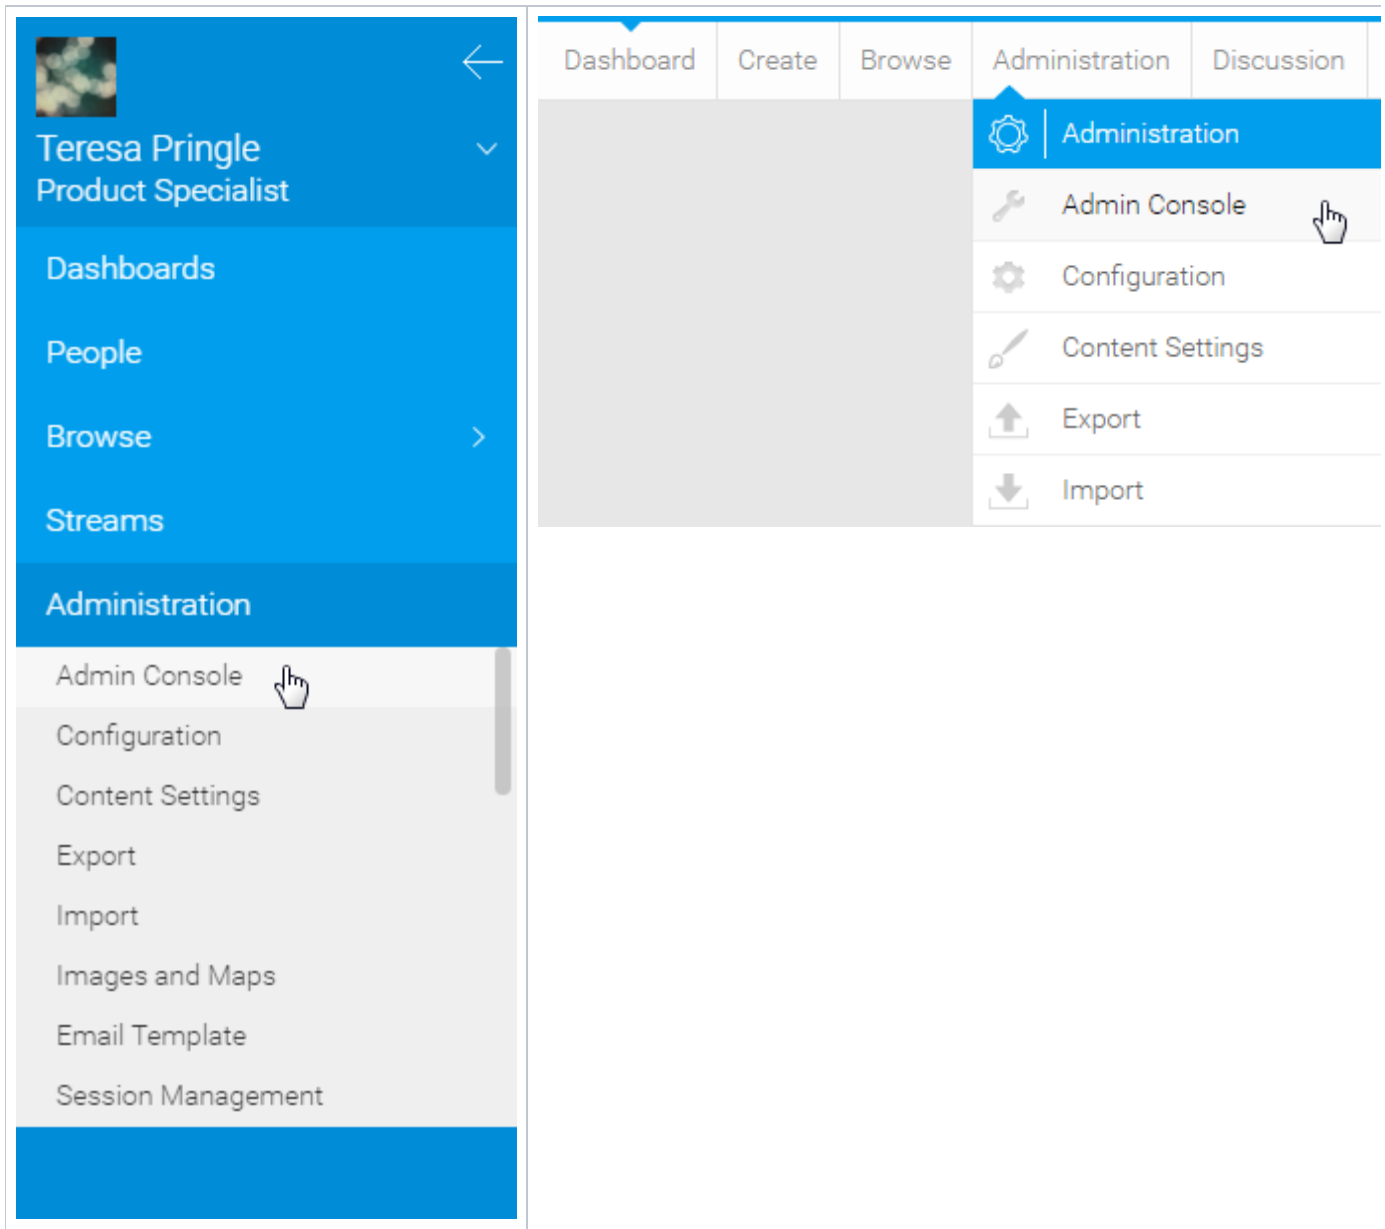 Teresa Pringle
Product Specialist
Dashboards
People
Browse
Streams
Administration
Admin Console
Configuration
Content Settings
Export
Import
Images and Maps
Email Template
Session Management
Dashboard Create Browse Administration Discussion
Administration
Admin Console
Configuration
Content Settings
Export
Import